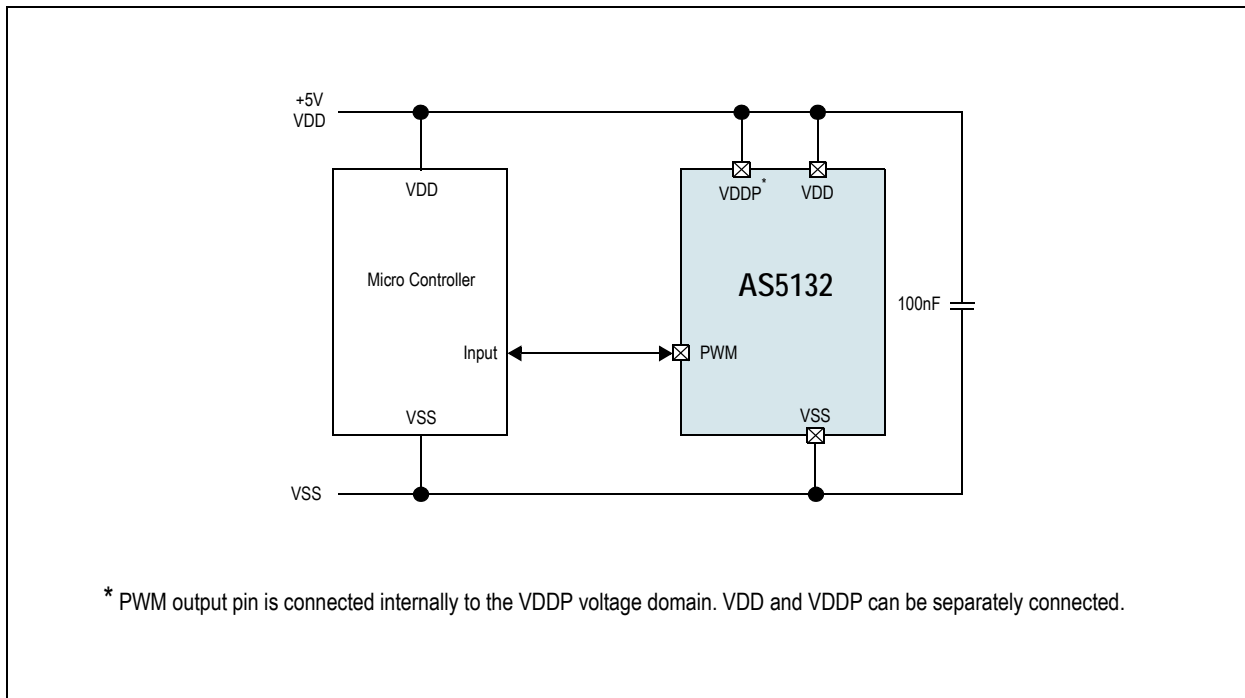 +5V
VDD
VDD
VDDP*
VDD
Micro Controller
AS5132
100nF
Input
PWM
VSS
VSS
VSS
* PWM output pin is connected internally to the VDDP voltage domain. VDD and VDDP can be separately connected.